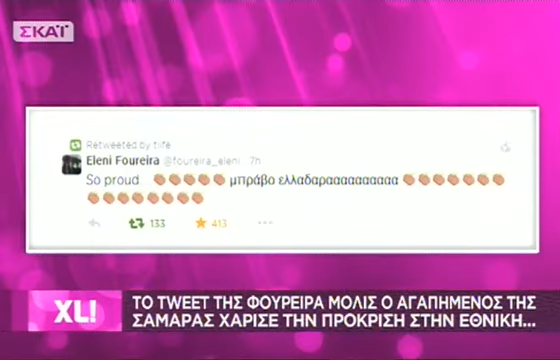 ΣΚΑΪ
Retweeted by tlife
Eleni Foureira @foureira_eleni · 7h
So proud.. 👏👏👏👏👏 μπράβο ελλαδαραααααααααα 👏👏👏👏👏👏👏
👏👏👏👏👏👏👏👏
133 413
XL!
ΤΟ TWEET ΤΗΣ ΦΟΥΡΕΙΡΑ ΜΟΛΙΣ Ο ΑΓΑΠΗΜΕΝΟΣ ΤΗΣ
ΣΑΜΑΡΑΣ ΧΑΡΙΣΕ ΤΗΝ ΠΡΟΚΡΙΣΗ ΣΤΗΝ ΕΘΝΙΚΗ...